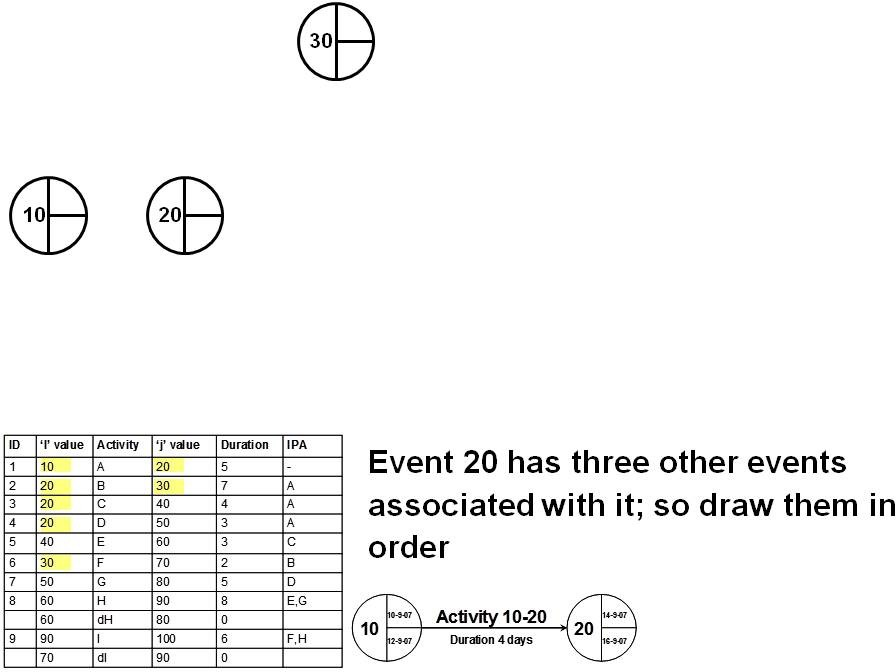 30
10
20
ID ‘I’ value Activity ‘j’ value Duration IPA
1 10 A 20 5 -
2 20 B 30 7 A
3 20 C 40 4 A
4 20 D 50 3 A
5 40 E 60 3 C
6 30 F 70 2 B
7 50 G 80 5 D
8 60 H 90 8 E,G
60 dH 80 0
9 90 I 100 6 F,H
70 dI 90 0
Event 20 has three other events
associated with it; so draw them in
order
10
10-9-07
12-9-07
Activity 10-20
Duration 4 days
20
14-9-07
16-9-07